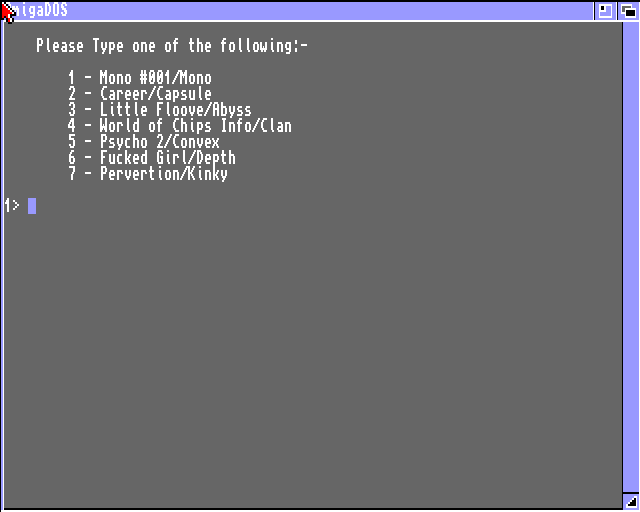 migaDOS
Please Type one of the following:-
1 - Mono #001/Mono
2 - Career/Capsule
3 - Little Floove/Abyss
4 - World of Chips Info/Clan
5 - Psycho 2/Convex
6 - Fucked Girl/Depth
7 - Pervertion/Kinky
1>